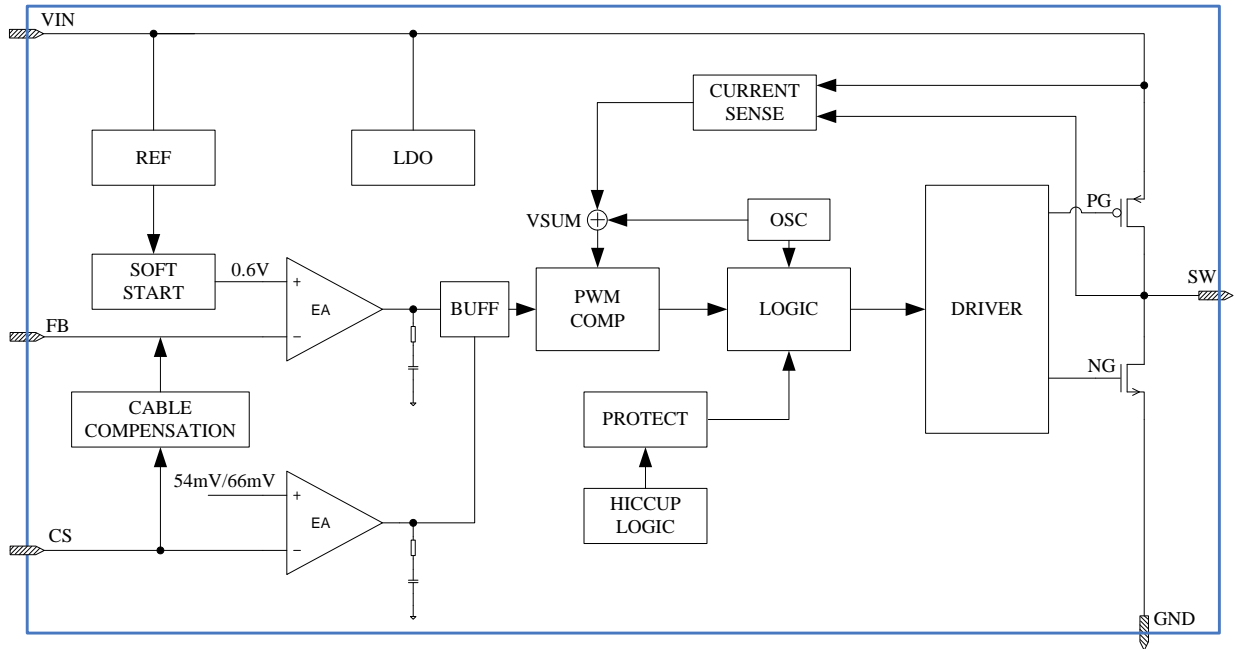 VIN
CURRENT
SENSE
REF
LDO
PG
VSUM
+
OSC
SW
SOFT
START
0.6V
+
EA
−
BUFF
PWM
COMP
LOGIC
DRIVER
FB
NG
CABLE
COMPENSATION
PROTECT
54mV/66mV
+
EA
−
HICCUP
LOGIC
CS
GND